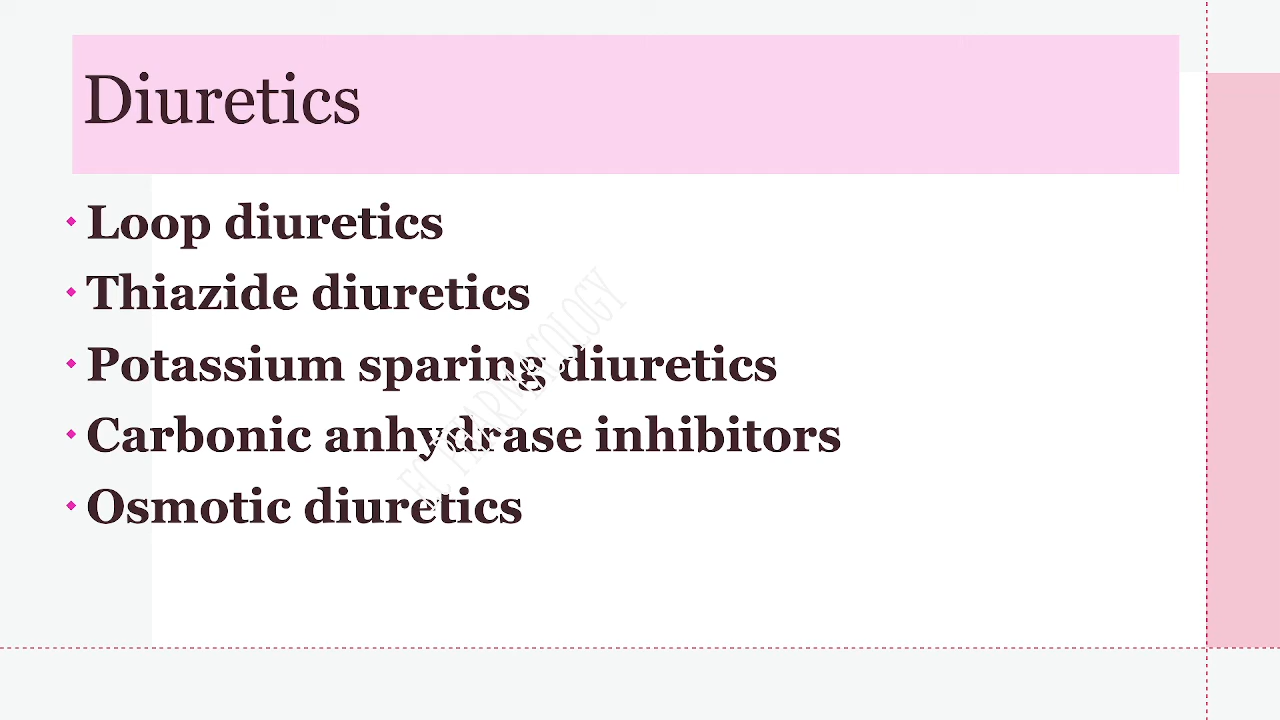 Diuretics
Loop diuretics
Thiazide diuretics
Potassium sparing diuretics
Carbonic anhydrase inhibitors
Osmotic diuretics